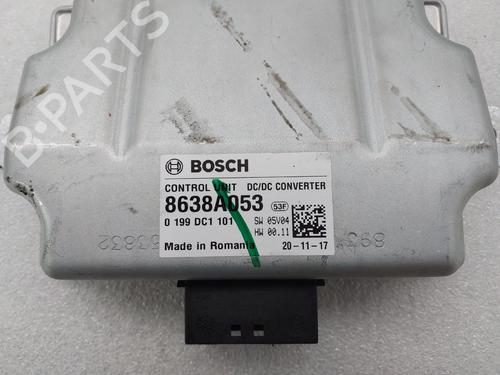 B-PARTS
BOSCH
CONTROL UNIT DC/DC CONVERTER
8638A053 53F
0 199 DC1 101 SW 05V04
HW 00.11
Made in Romania 20-11-17